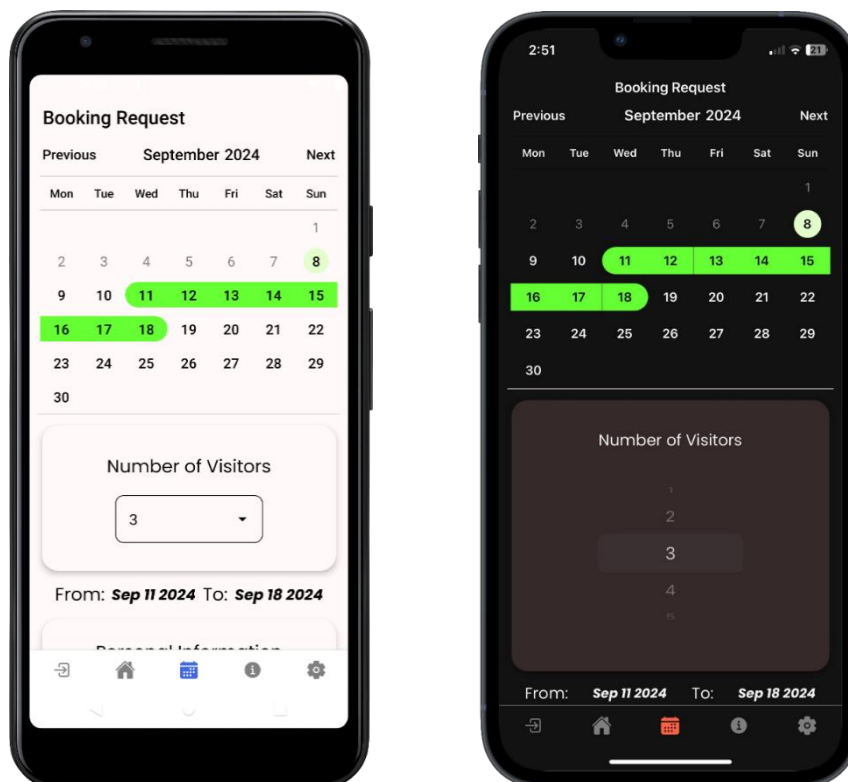 Booking Request
Previous September 2024 Next
Mon Tue Wed Thu Fri Sat Sun
1
2 3 4 5 6 7 8
9 10 11 12 13 14 15
16 17 18 19 20 21 22
23 24 25 26 27 28 29
30
Number of Visitors
3
From: Sep 11 2024 To: Sep 18 2024
Personal Information
2:51 21
Booking Request
Previous September 2024 Next
Mon Tue Wed Thu Fri Sat Sun
1
2 3 4 5 6 7 8
9 10 11 12 13 14 15
16 17 18 19 20 21 22
23 24 25 26 27 28 29
30
Number of Visitors
1
2
3
4
From: Sep 11 2024 To: Sep 18 2024